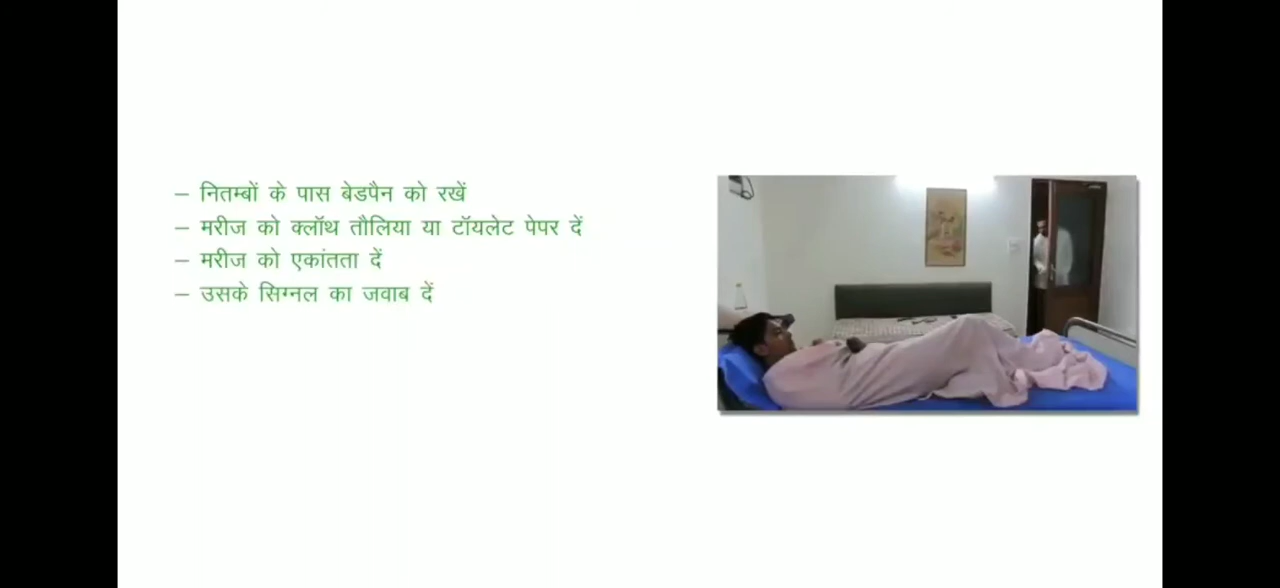 – नितम्बों के पास बेडपैन को रखें
– मरीज को क्लॉथ तौलिया या टॉयलेट पेपर दें
– मरीज को एकांतता दें
– उसके सिग्नल का जवाब दें